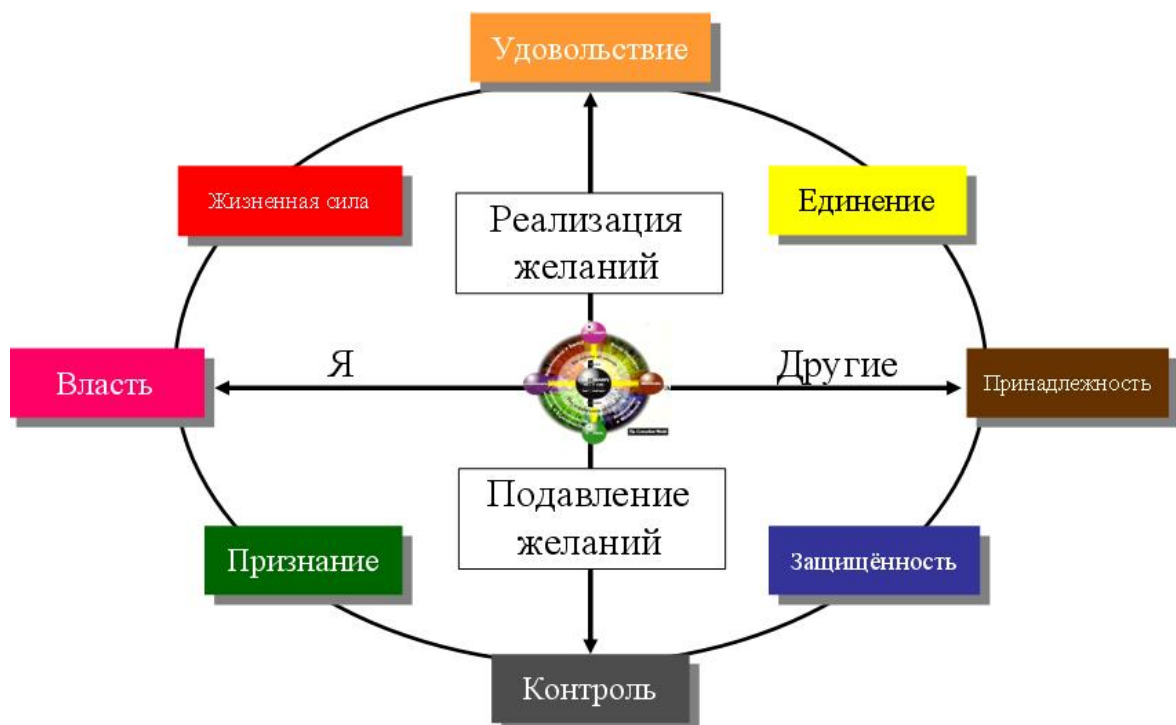 Удовольствие
Жизненная сила
Единение
Реализация
желаний
Я
Другие
Власть
Принадлежность
Подавление
желаний
Признание
Защищённость
Контроль